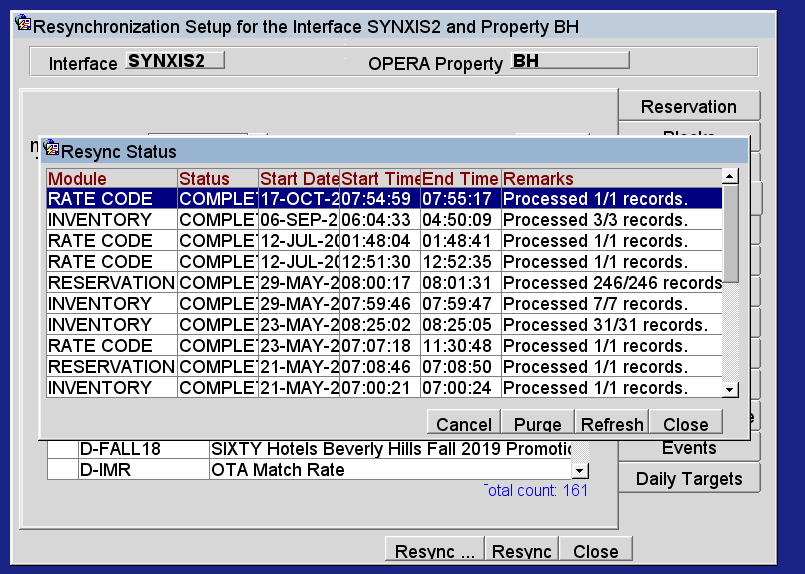 Resynchronization Setup for the Interface SYNXIS2 and Property BH
Interface SYNXIS2 OPERA Property BH
Reservation
Resync Status
Module Status Start Date Start Time End Time Remarks
RATE CODE COMPLET 17-OCT-2 07:54:59 07:55:17 Processed 1/1 records.
INVENTORY COMPLET 06-SEP-2 06:04:33 04:50:09 Processed 3/3 records.
RATE CODE COMPLET 12-JUL-20 01:48:04 01:48:41 Processed 1/1 records.
RATE CODE COMPLET 12-JUL-20 12:51:30 12:52:35 Processed 1/1 records.
RESERVATION COMPLET 29-MAY-2 08:00:17 08:01:31 Processed 246/246 records
INVENTORY COMPLET 29-MAY-2 07:59:46 07:59:47 Processed 7/7 records.
INVENTORY COMPLET 23-MAY-2 08:25:02 08:25:05 Processed 31/31 records.
RATE CODE COMPLET 23-MAY-2 07:07:18 11:30:48 Processed 1/1 records.
RESERVATION COMPLET 21-MAY-2 07:08:46 07:08:50 Processed 1/1 records.
INVENTORY COMPLET 21-MAY-2 07:00:21 07:00:24 Processed 1/1 records.
Cancel Purge Refresh Close
D-FALL18 SIXTY Hotels Beverly Hills Fall 2019 Promotic
Events
D-IMR OTA Match Rate
Daily Targets
Total count: 161
Resync ... Resync Close